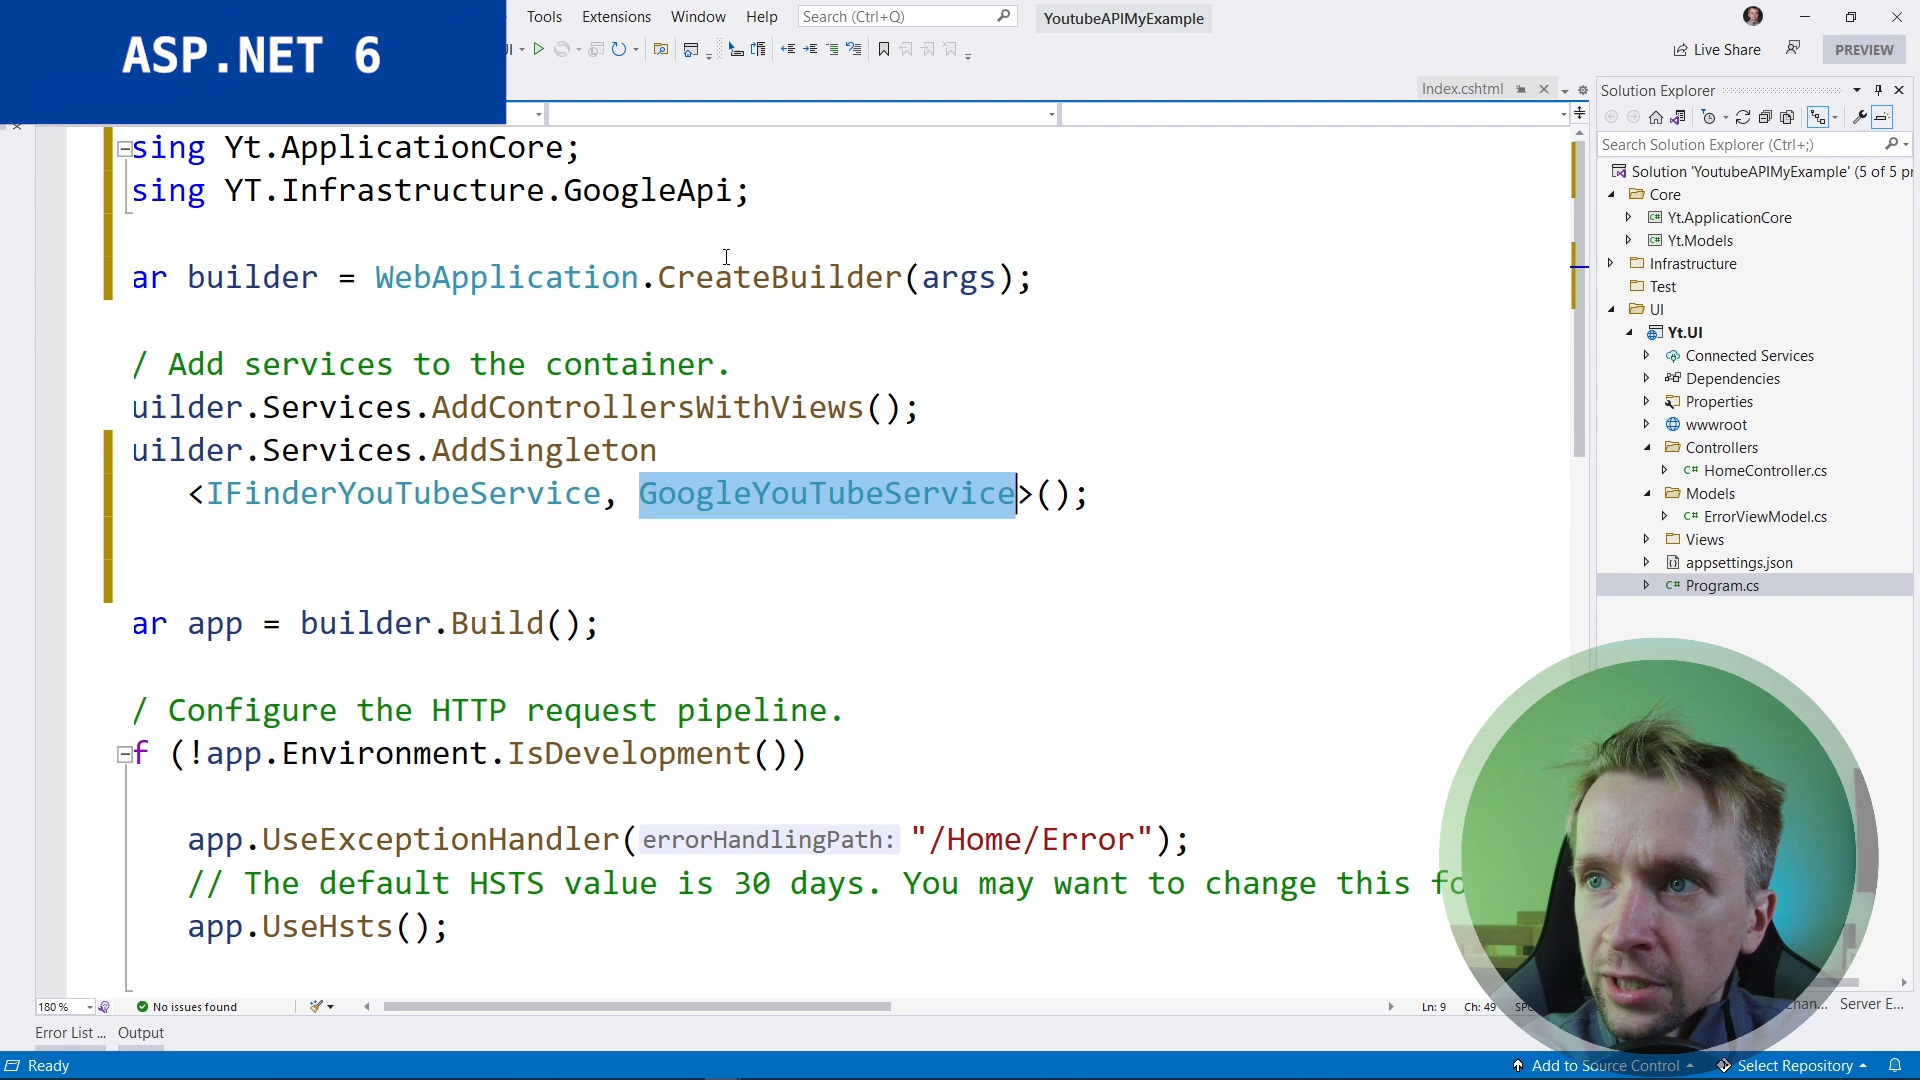 ASP.NET 6
Tools Extensions Window Help Search (Ctrl+Q) YoutubeAPIMyExample
Live Share PREVIEW
Index.cshtml
sing Yt.ApplicationCore;
sing YT.Infrastructure.GoogleApi;
ar builder = WebApplication.CreateBuilder(args);
/ Add services to the container.
uilder.Services.AddControllersWithViews();
uilder.Services.AddSingleton
<IFinderYouTubeService, GoogleYouTubeService>();
ar app = builder.Build();
/ Configure the HTTP request pipeline.
f (!app.Environment.IsDevelopment())
app.UseExceptionHandler(errorHandlingPath: "/Home/Error");
// The default HSTS value is 30 days. You may want to change this fo
app.UseHsts();
180 % No issues found Ln: 9 Ch: 49
Error List ... Output
Solution Explorer
Search Solution Explorer (Ctrl+;)
Solution 'YoutubeAPIMyExample' (5 of 5 pr
Core
Yt.ApplicationCore
Yt.Models
Infrastructure
Test
UI
Yt.UI
Connected Services
Dependencies
Properties
wwwroot
Controllers
C# HomeController.cs
Models
C# ErrorViewModel.cs
Views
appsettings.json
C# Program.cs
Server E...
Ready Add to Source Control Select Repository